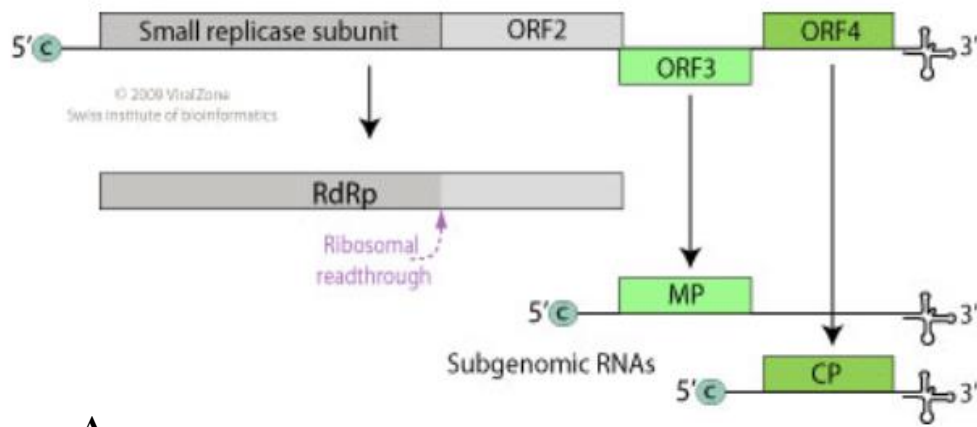 Small replicase subunit ORF2 ORF4
5' C 3'
ORF3
© 2009 ViralZone
Swiss institute of bioinformatics
RdRp
Ribosomal
readthrough
MP
5' C 3'
Subgenomic RNAs
CP
5' C 3'
A